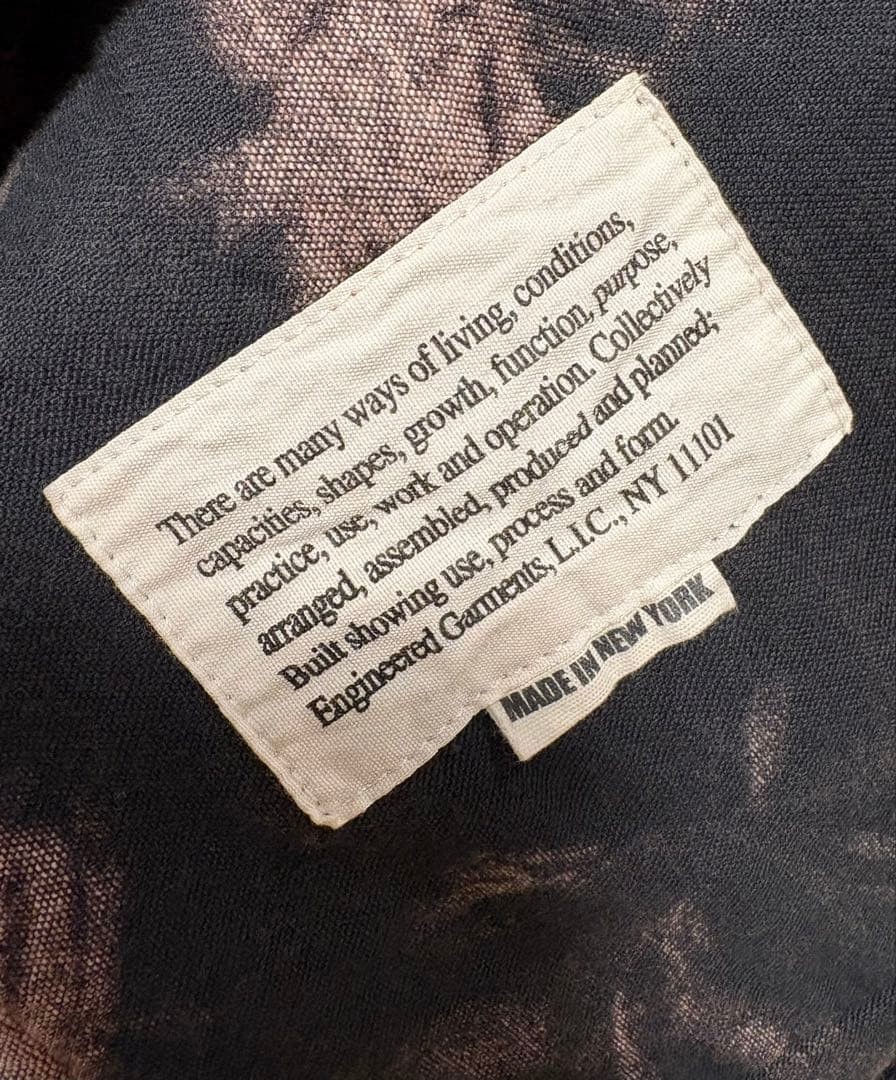 There are many ways of living, conditions,
capacities, shapes, growth, function, purpose,
practice, use, work and operation. Collectively
arranged, assembled, produced and planned;
Built showing use, process and form.
Engineered Garments, L.I.C., NY 11101
MADE IN NEW YORK